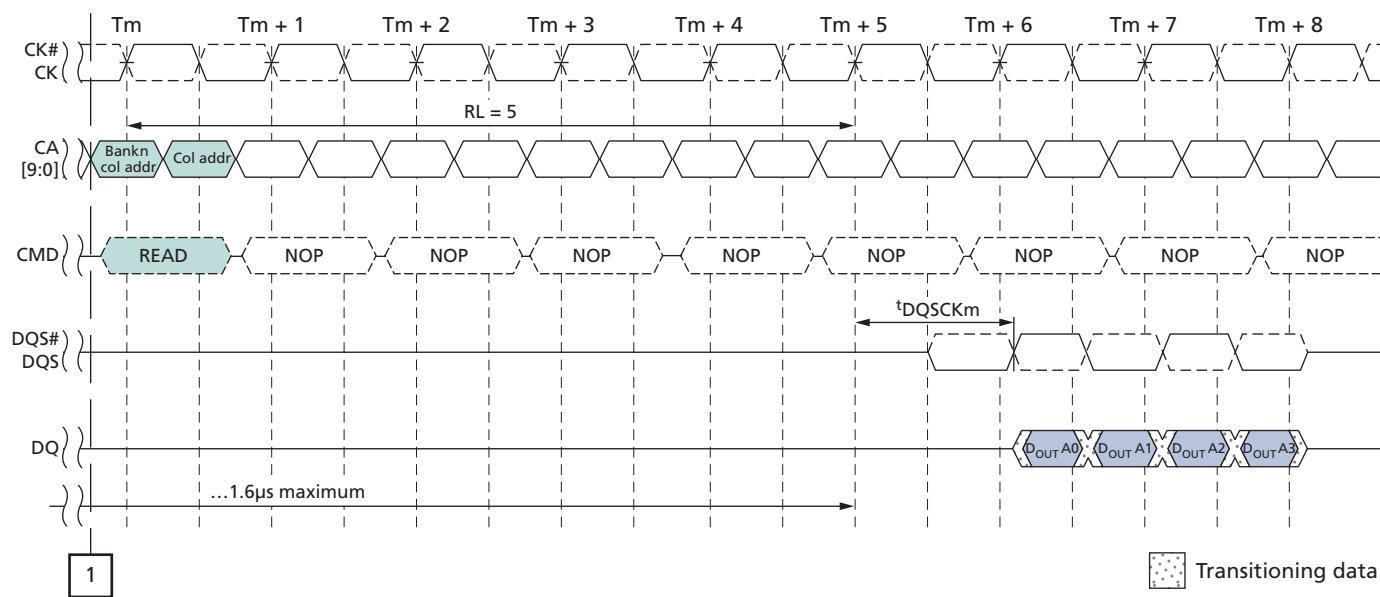 Tm Tm + 1 Tm + 2 Tm + 3 Tm + 4 Tm + 5 Tm + 6 Tm + 7 Tm + 8
CK#
CK
RL = 5
CA
[9:0]
Bankn
col addr
Col addr
CMD READ NOP NOP NOP NOP NOP NOP NOP NOP
tDQSCKm
DQS#
DQS
DQ DOUT A0 DOUT A1 DOUT A2 DOUT A3
…1.6µs maximum
1
Transitioning data